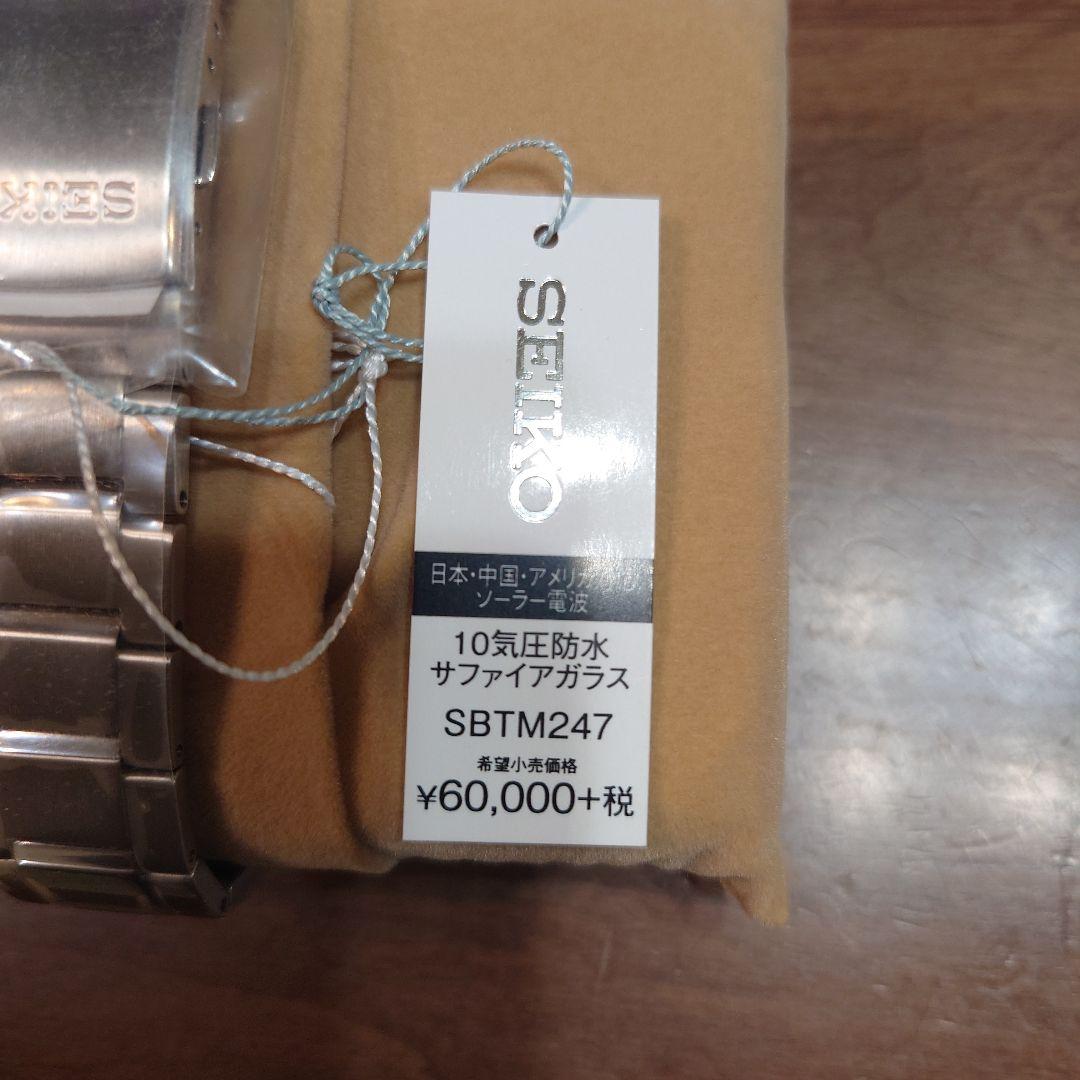 SEIK
SEIKO
日本・中国・アメリカ
ソーラー電波
10気圧防水
サファイアガラス
SBTM247
希望小売価格
¥60,000+税